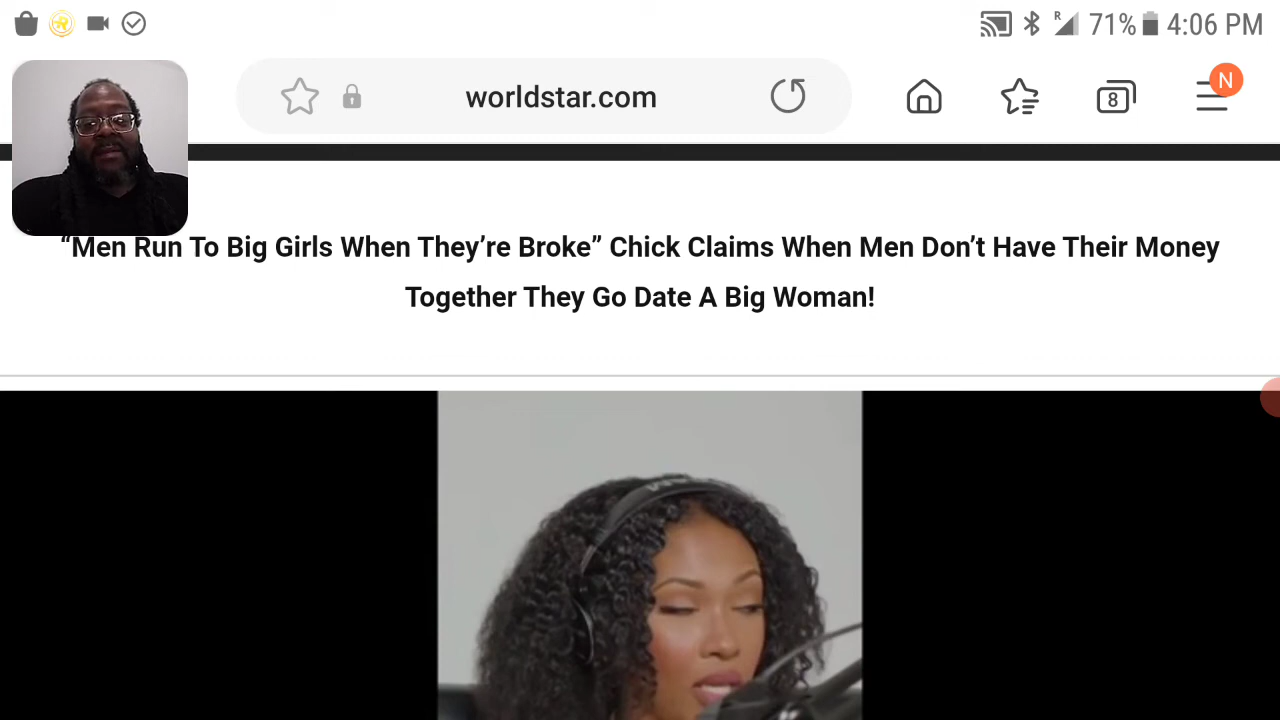 R 71% 4:06 PM
worldstar.com
8
N
“Men Run To Big Girls When They’re Broke” Chick Claims When Men Don’t Have Their Money
Together They Go Date A Big Woman!